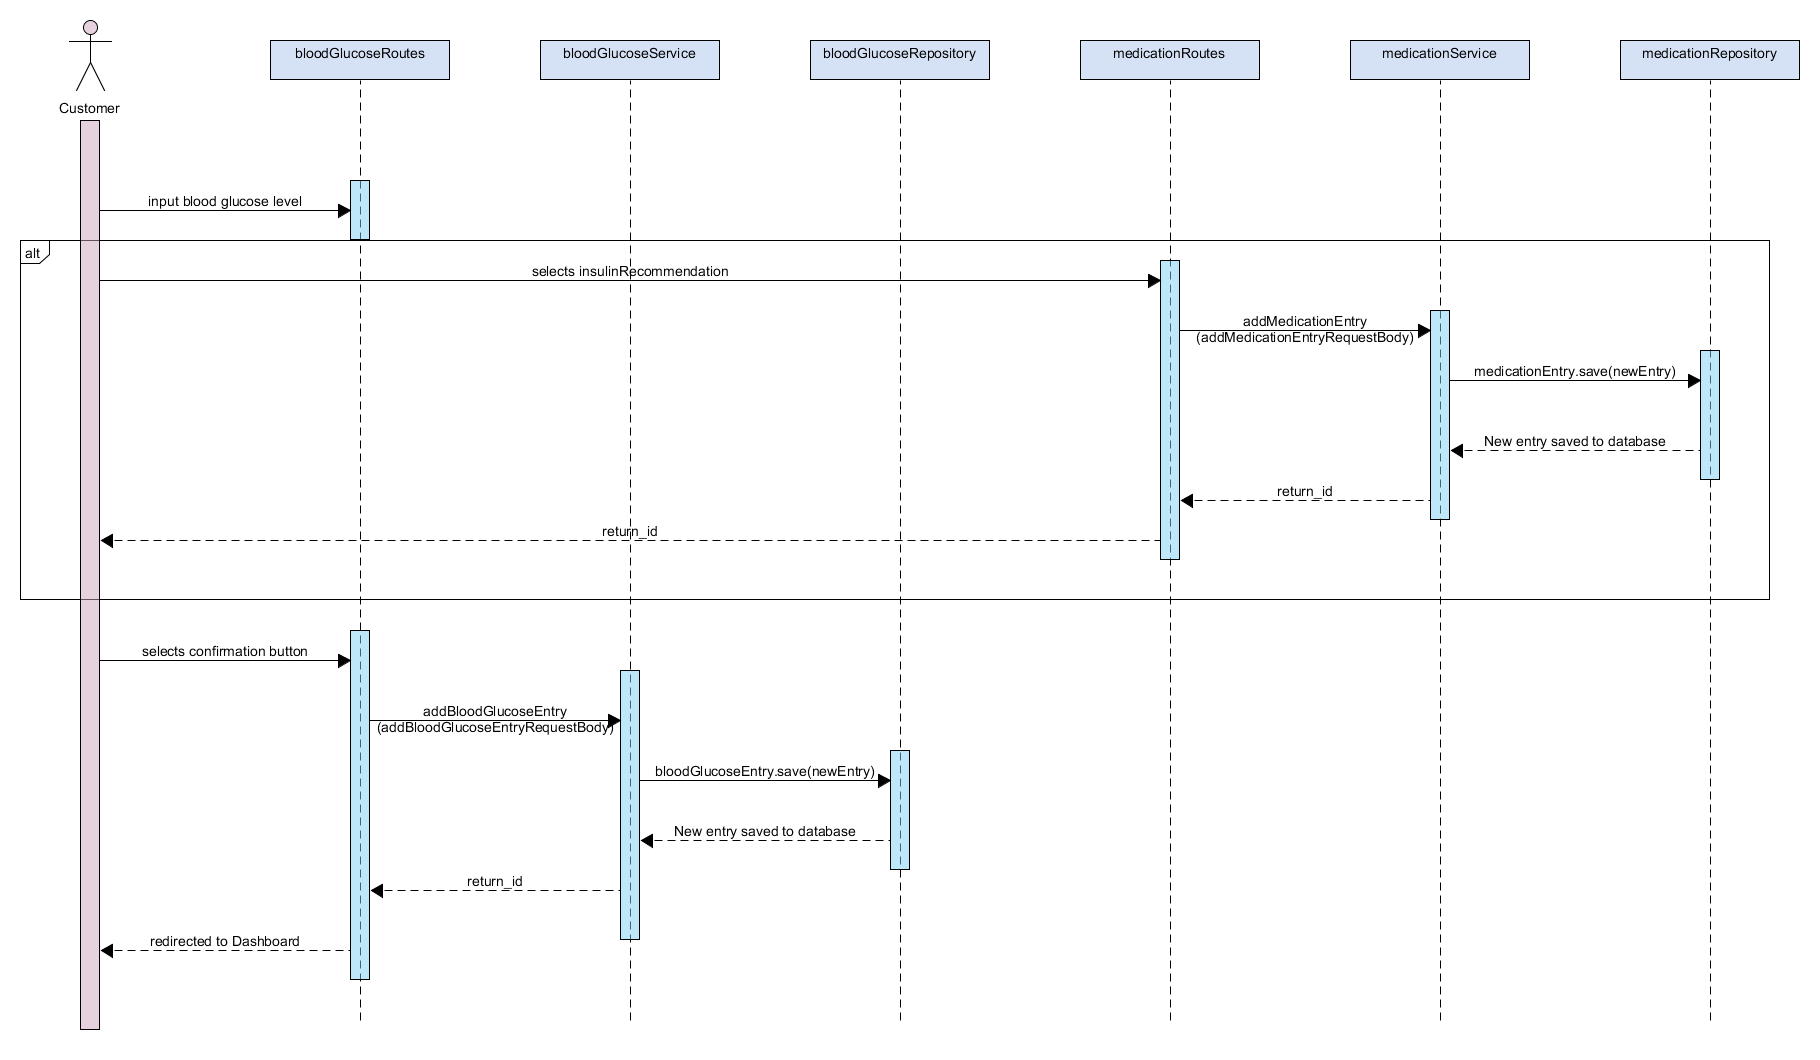 bloodGlucoseRoutes
bloodGlucoseService
bloodGlucoseRepository
medicationRoutes
medicationService
medicationRepository
Customer
input blood glucose level
alt
selects insulinRecommendation
addMedicationEntry
(addMedicationEntryRequestBody)
medicationEntry.save(newEntry)
New entry saved to database
return_id
return_id
selects confirmation button
addBloodGlucoseEntry
(addBloodGlucoseEntryRequestBody)
bloodGlucoseEntry.save(newEntry)
New entry saved to database
return_id
redirected to Dashboard